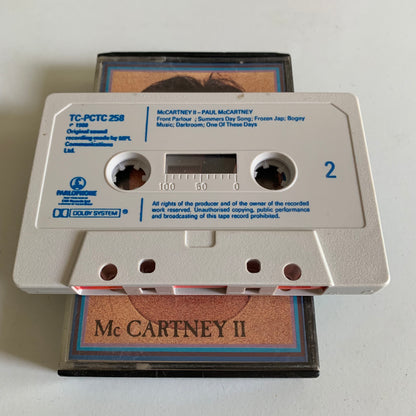 TC-PCTC 258
℗ 1980
Original sound
recording made by MPL
Communications
Ltd.
McCARTNEY II – PAUL McCARTNEY
Front Parlour ; Summers Day Song; Frozen Jap; Bogey
Music; Darkroom; One Of These Days
2
100 50 0
PARLOPHONE
DOLBY SYSTEM ®
All rights of the producer and of the owner of the recorded
work reserved. Unauthorised copying, public performance
and broadcasting of this tape record prohibited.
Mc CARTNEY II